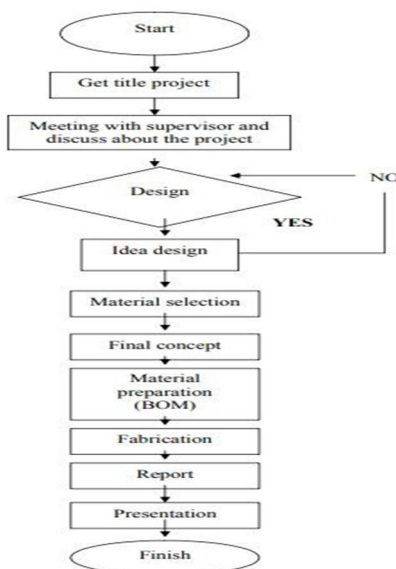 Start
Get title project
Meeting with supervisor and
discuss about the project
Design
NO
YES
Idea design
Material selection
Final concept
Material
preparation
(BOM)
Fabrication
Report
Presentation
Finish